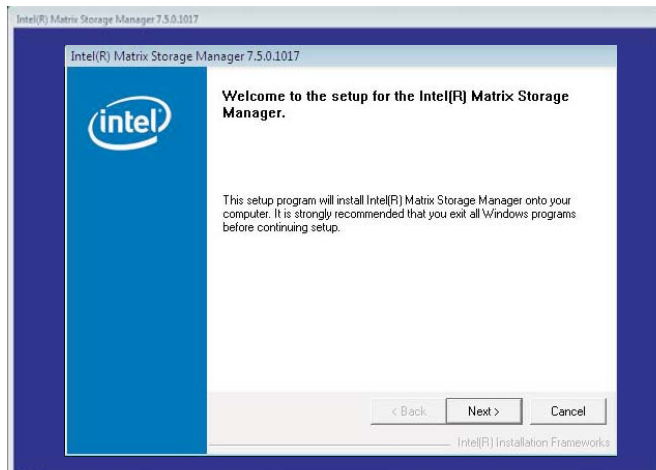 Intel(R) Matrix Storage Manager 7.5.0.1017
Intel(R) Matrix Storage Manager 7.5.0.1017
intel
Welcome to the setup for the Intel(R) Matrix Storage
Manager.
This setup program will install Intel(R) Matrix Storage Manager onto your
computer. It is strongly recommended that you exit all Windows programs
before continuing setup.
< Back Next > Cancel
Intel(R) Installation Frameworks